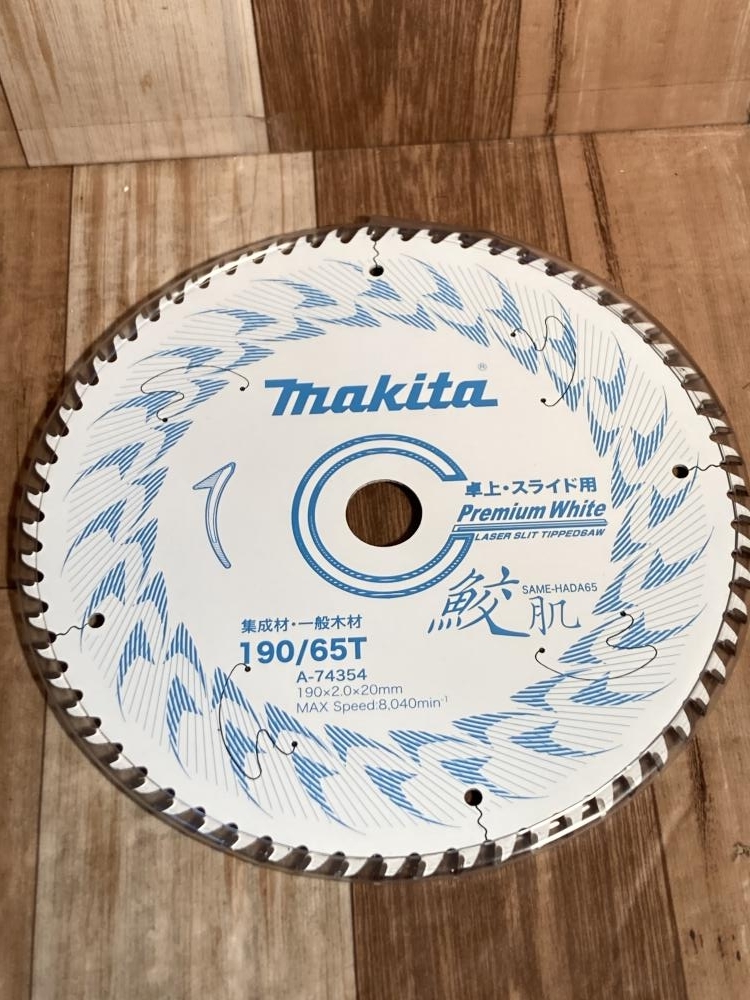 makita®
卓上・スライド用
Premium White
LASER SLIT TIPPEDSAW
鮫肌
SAME-HADA65
集成材・一般木材
190/65T
A-74354
190×2.0×20mm
MAX Speed:8,040min⁻¹